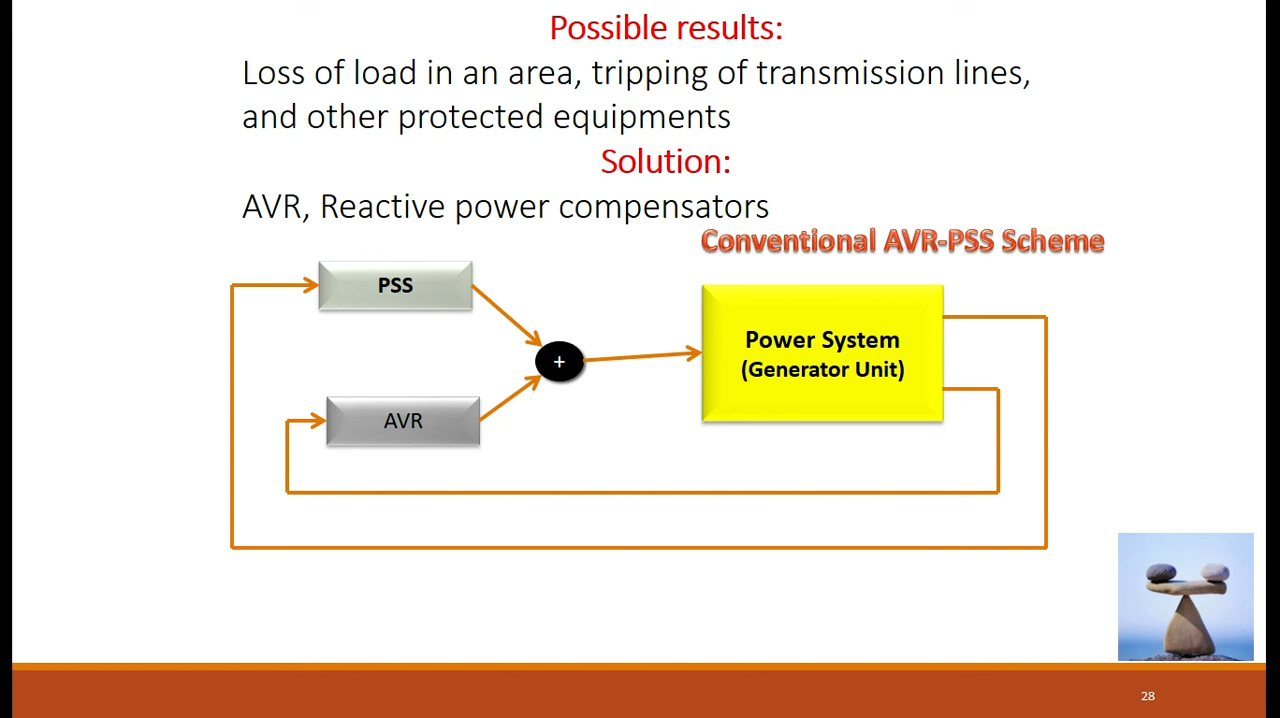 Possible results:
Loss of load in an area, tripping of transmission lines,
and other protected equipments
Solution:
AVR, Reactive power compensators
Conventional AVR-PSS Scheme
PSS
+
Power System
(Generator Unit)
AVR
28